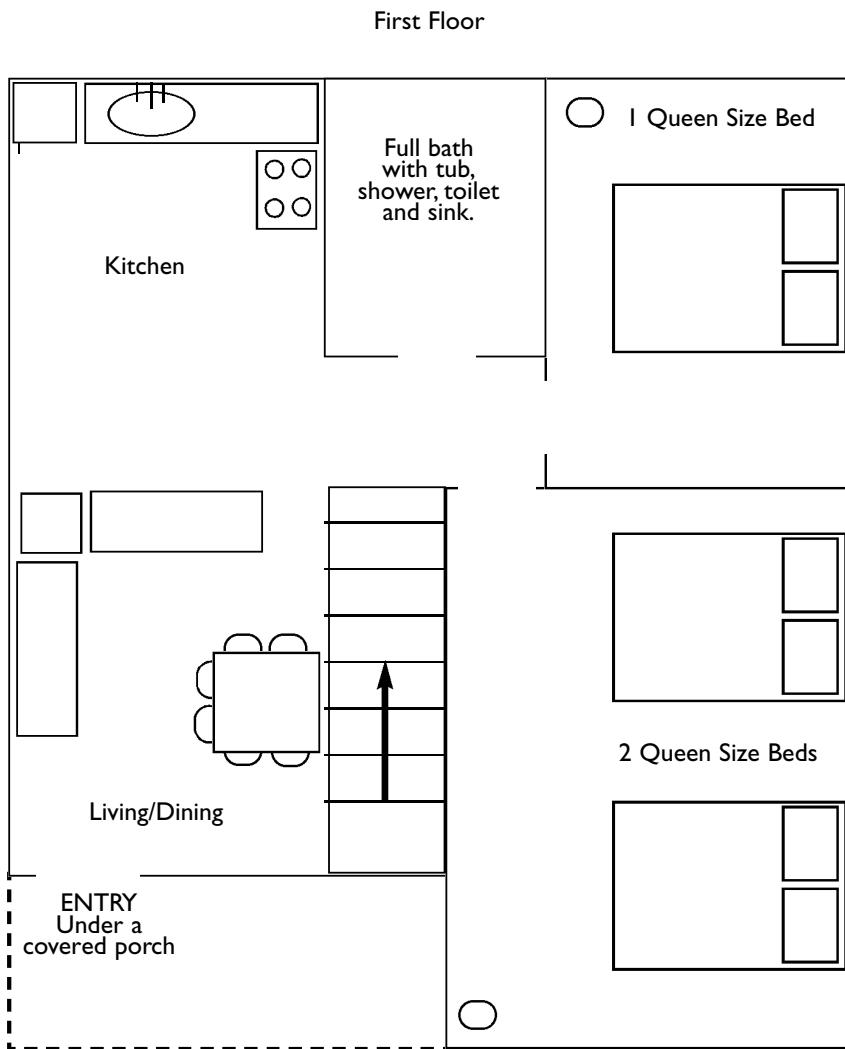 First Floor
1 Queen Size Bed
Full bath
with tub,
shower, toilet
and sink.
Kitchen
2 Queen Size Beds
Living/Dining
ENTRY
Under a
covered porch